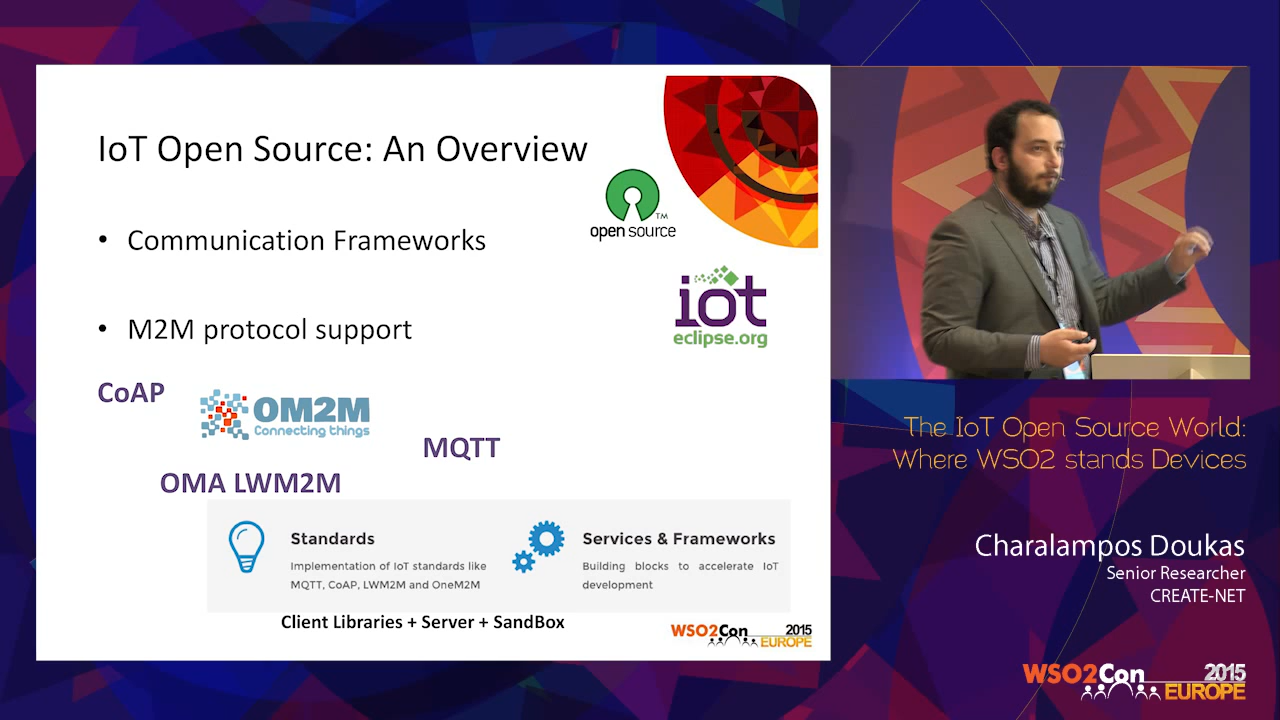 IoT Open Source: An Overview
open source
TM
• Communication Frameworks
iot
eclipse.org
• M2M protocol support
CoAP
OM2M
Connecting things
MQTT
OMA LWM2M
Standards
Implementation of IoT standards like
MQTT, CoAP, LWM2M and OneM2M
Services & Frameworks
Building blocks to accelerate IoT
development
Client Libraries + Server + SandBox
WSO2Con 2015
EUROPE
The IoT Open Source World:
Where WSO2 stands Devices
Charalampos Doukas
Senior Researcher
CREATE-NET
WSO2Con 2015
EUROPE